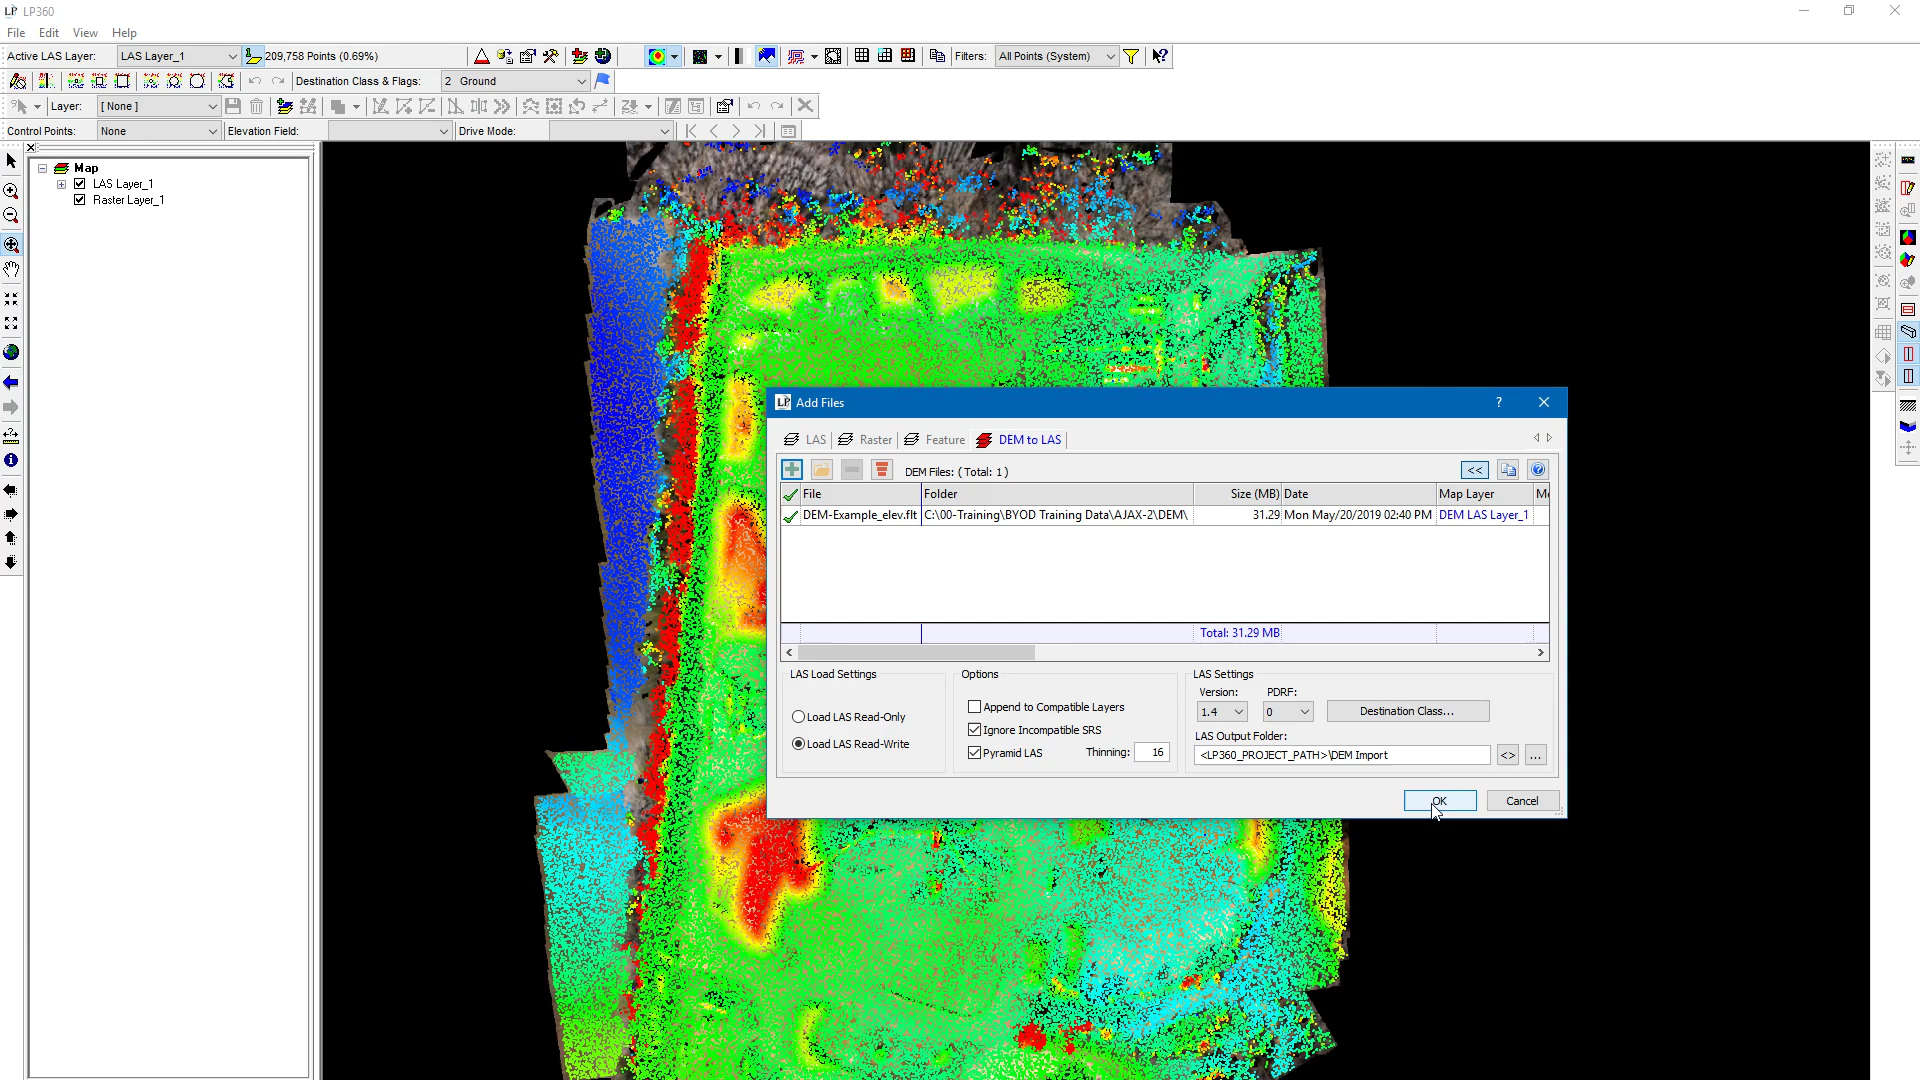 LP360
File Edit View Help
Active LAS Layer: LAS Layer_1 209,758 Points (0.69%) Filters: All Points (System)
Destination Class & Flags: 2 Ground
Layer: [ None ]
Control Points: None Elevation Field: Drive Mode:
Map
LAS Layer_1
Raster Layer_1
LP Add Files ?
LAS Raster Feature DEM to LAS
DEM Files: ( Total: 1 ) <<
File Folder Size (MB) Date Map Layer
DEM-Example_elev.flt C:\00-Training\BYOD Training Data\AJAX-2\DEM\ 31.29 Mon May/20/2019 02:40 PM DEM LAS Layer_1
Total: 31.29 MB
LAS Load Settings Options LAS Settings
Version: PDRF:
Load LAS Read-Only Append to Compatible Layers 1.4 0 Destination Class...
Ignore Incompatible SRS
Load LAS Read-Write Pyramid LAS Thinning: 16
LAS Output Folder:
<LP360_PROJECT_PATH>\DEM Import <> ...
OK Cancel